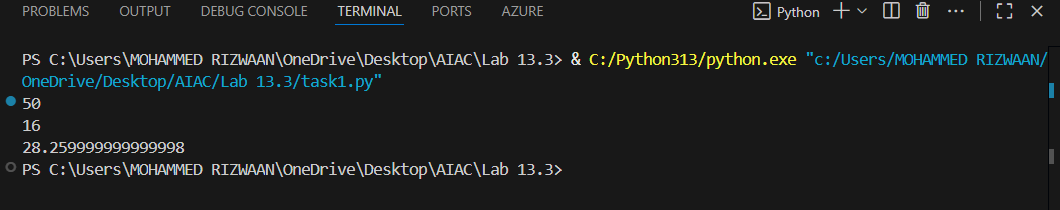 PROBLEMS OUTPUT DEBUG CONSOLE TERMINAL PORTS AZURE Python
PS C:\Users\MOHAMMED RIZWAAN\OneDrive\Desktop\AIAC\Lab 13.3> & C:/Python313/python.exe "c:/Users/MOHAMMED RIZWAAN/
OneDrive/Desktop/AIAC/Lab 13.3/task1.py"
50
16
28.259999999999998
PS C:\Users\MOHAMMED RIZWAAN\OneDrive\Desktop\AIAC\Lab 13.3>